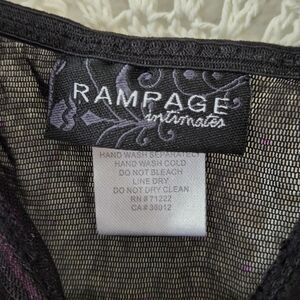 RAMPAGE
intimates
HAND WASH SEPARATELY
HAND WASH COLD
DO NOT BLEACH
LINE DRY
DO NOT DRY CLEAN
RN # 71222
CA # 36012